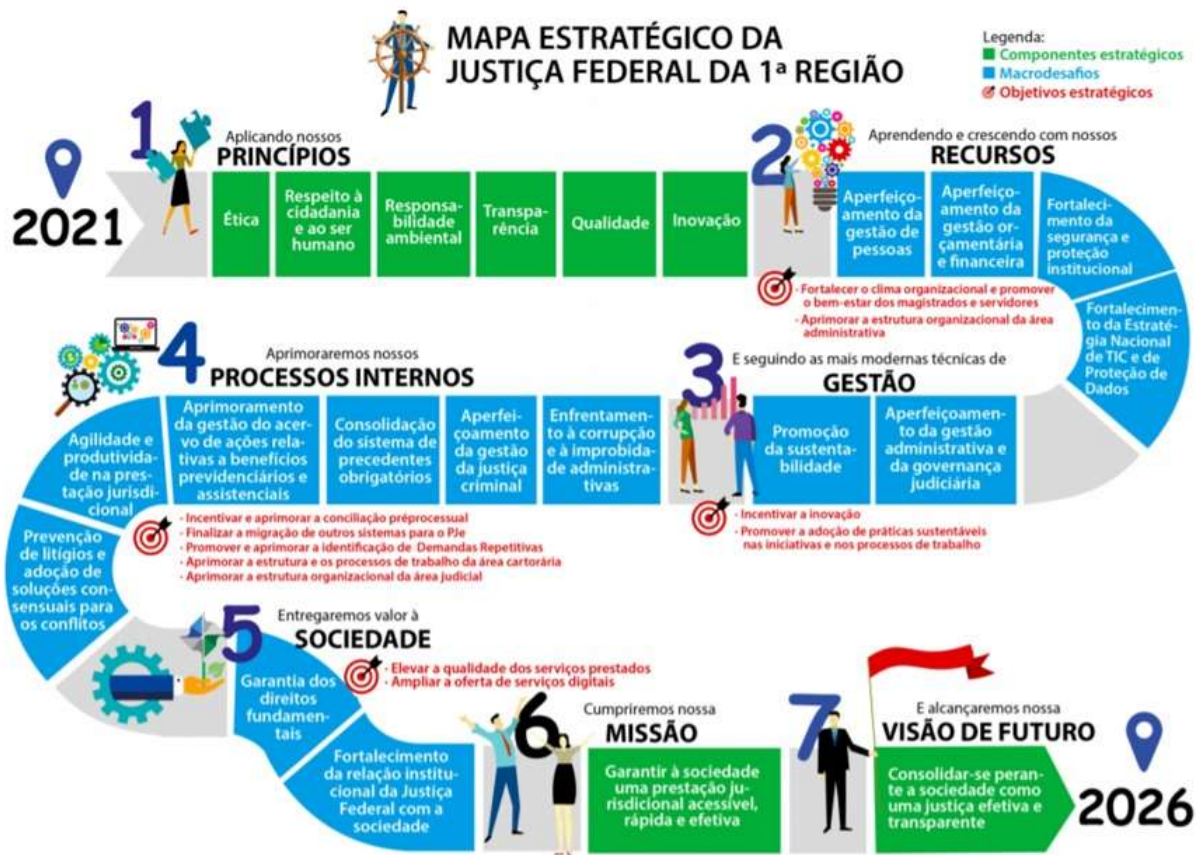 MAPA ESTRATÉGICO DA
JUSTIÇA FEDERAL DA 1ª REGIÃO
Legenda:
Componentes estratégicos
Macrodesafios
Objetivos estratégicos
2021
1
Aplicando nossos
PRINCÍPIOS
Ética
Respeito à
cidadania
e ao ser
humano
Responsa-
bilidade
ambiental
Transpa-
rência
Qualidade
Inovação
2
Aprendendo e crescendo com nossos
RECURSOS
Aperfeiço-
amento da
gestão de
pessoas
Aperfeiço-
amento da
gestão or-
çamentária
e financeira
Fortaleci-
mento da
segurança e
proteção
institucional
Fortalecimen-
to da Estraté-
gia Nacional
de TIC e de
Proteção de
Dados
· Fortalecer o clima organizacional e promover
o bem-estar dos magistrados e servidores
· Aprimorar a estrutura organizacional da área
administrativa
3
E seguindo as mais modernas técnicas de
GESTÃO
Aperfeiçoamen-
to da gestão
administrativa e
da governança
judiciária
Promoção
da sustenta-
bilidade
· Incentivar a inovação
· Promover a adoção de práticas sustentáveis
nas iniciativas e nos processos de trabalho
4
Aprimoraremos nossos
PROCESSOS INTERNOS
Enfrentamen-
to à corrupção
e à improbida-
de administra-
tivas
Aperfei-
çoamento
da gestão
da justiça
criminal
Consolidação
do sistema de
precedentes
obrigatórios
Aprimoramento
da gestão do acer-
vo de ações rela-
tivas a benefícios
previdenciários e
assistenciais
Agilidade e
produtivida-
de na pres-
tação jurisdi-
cional
Prevenção
de litígios e
adoção de
soluções con-
sensuais para
os conflitos
· Incentivar e aprimorar a conciliação préprocessual
· Finalizar a migração de outros sistemas para o PJe
· Promover e aprimorar a identificação de Demandas Repetitivas
· Aprimorar a estrutura e os processos de trabalho da área cartorária
· Aprimorar a estrutura organizacional da área judicial
5
Entregaremos valor à
SOCIEDADE
· Elevar a qualidade dos serviços prestados
· Ampliar a oferta de serviços digitais
Garantia dos
direitos
fundamen-
tais
Fortalecimento
da relação institu-
cional da Justiça
Federal com a
sociedade
6
Cumpriremos nossa
MISSÃO
Garantir à sociedade
uma prestação ju-
risdicional acessível,
rápida e efetiva
7
E alcançaremos nossa
VISÃO DE FUTURO
Consolidar-se peran-
te a sociedade como
uma justiça efetiva e
transparente
2026